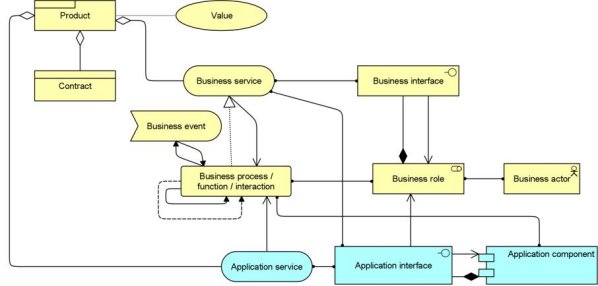 Product
Value
Contract
Business service
Business interface
Business event
Business process /
function / interaction
Business role
Business actor
Application service
Application interface
Application component